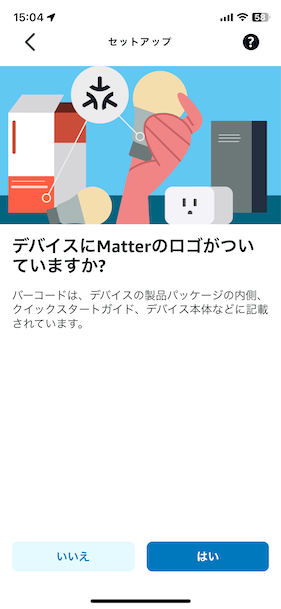 15:04
58
セットアップ
?
デバイスにMatterのロゴがつい
ていますか?
バーコードは、デバイスの製品パッケージの内側、
クイックスタートガイド、デバイス本体などに記載
されています。
いいえ
はい